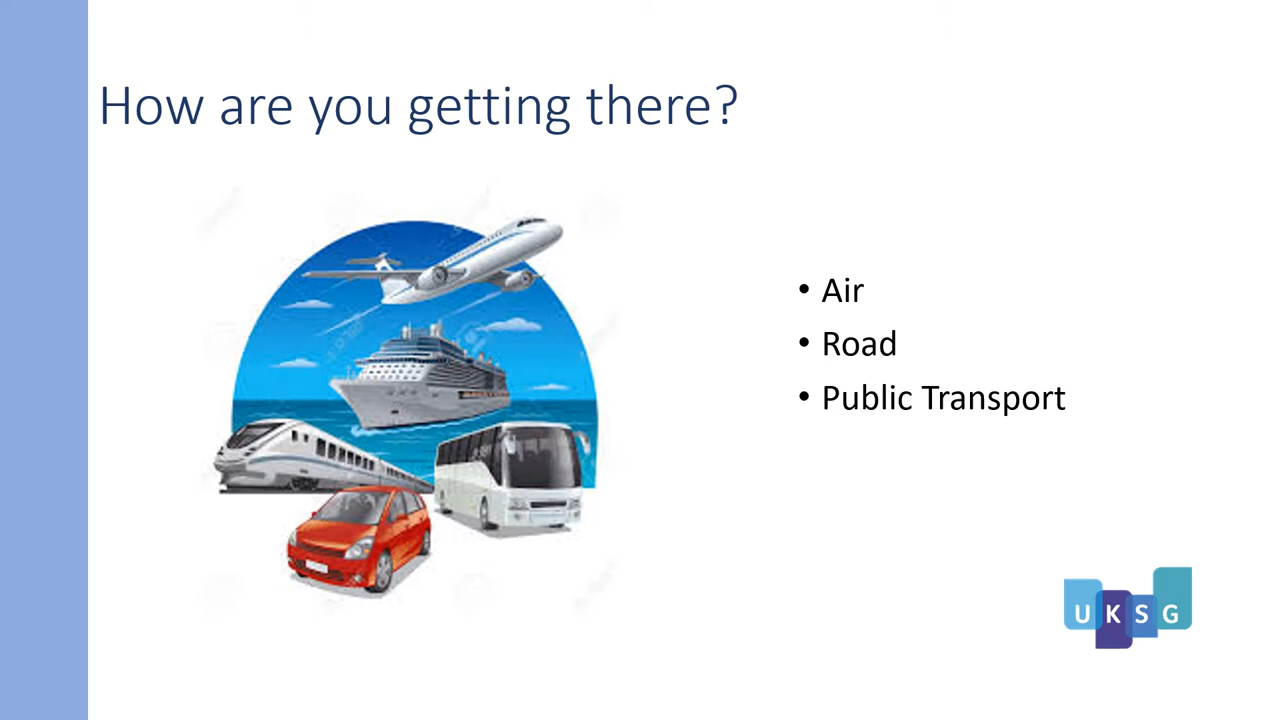 How are you getting there?
• Air
• Road
• Public Transport
UKSG